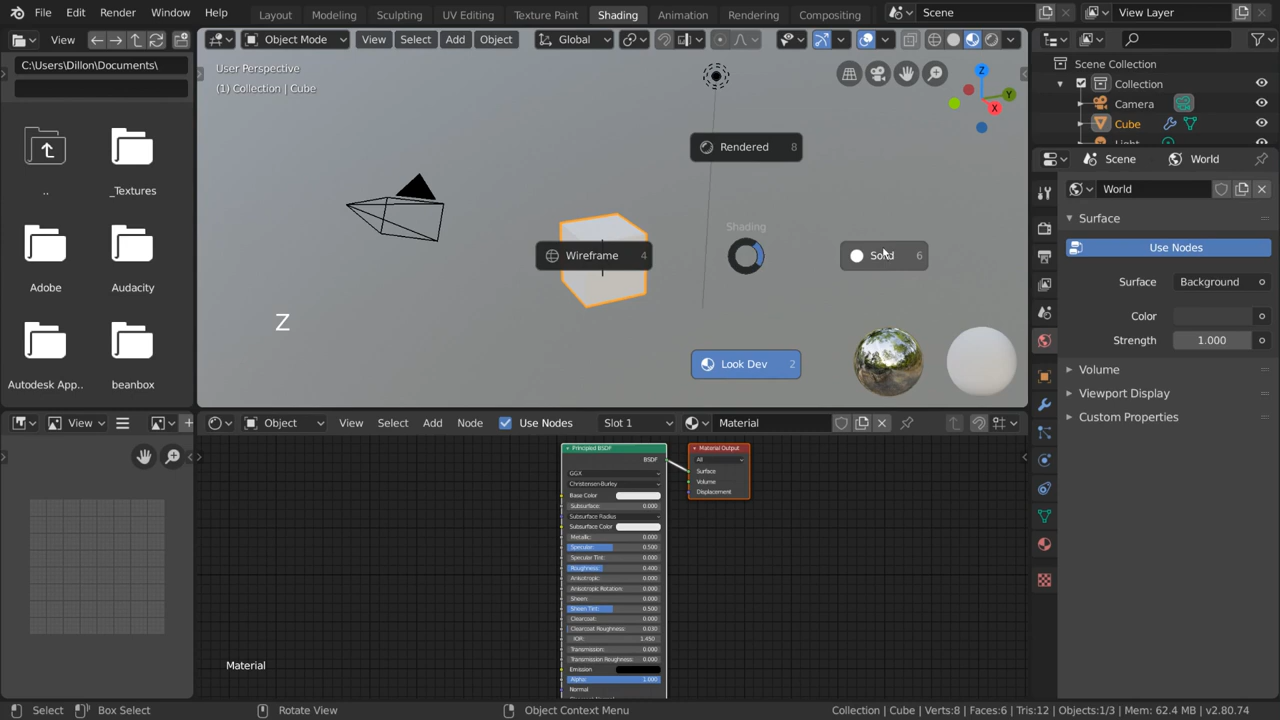 File Edit Render Window Help Layout Modeling Sculpting UV Editing Texture Paint Shading Animation Rendering Compositing Scene View Layer
View Object Mode View Select Add Object Global
C:\Users\Dillon\Documents\
..
_Textures
Adobe
Audacity
Autodesk App..
beanbox
User Perspective
(1) Collection | Cube
Z
Y
X
Rendered 8
Shading
Wireframe 4
Solid 6
Look Dev 2
Z
Scene Collection
Collection
Camera
Cube
Light
Scene World
World
Surface
Use Nodes
Surface Background
Color
Strength 1.000
Volume
Viewport Display
Custom Properties
View
Object View Select Add Node Use Nodes Slot 1 Material
Principled BSDF
BSDF
GGX
Christensen-Burley
Base Color
Subsurface: 0.000
Subsurface Radius
Subsurface Color
Metallic: 0.000
Specular: 0.500
Specular Tint: 0.000
Roughness: 0.400
Anisotropic: 0.000
Anisotropic Rotation: 0.000
Sheen: 0.000
Sheen Tint: 0.500
Clearcoat: 0.000
Clearcoat Roughness: 0.030
IOR: 1.450
Transmission: 0.000
Transmission Roughness: 0.000
Emission
Alpha: 1.000
Normal
Material Output
All
Surface
Volume
Displacement
Material
Select Box Select Rotate View Object Context Menu Collection | Cube | Verts:8 | Faces:6 | Tris:12 | Objects:1/3 | Mem: 62.4 MB | v2.80.74